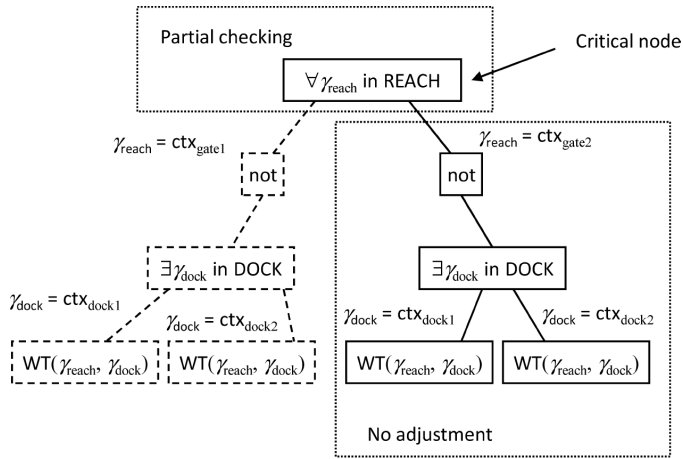 Partial checking
Critical node
∀γreach in REACH
γreach = ctxgate1
γreach = ctxgate2
not
not
∃γdock in DOCK
∃γdock in DOCK
γdock = ctxdock1
γdock = ctxdock2
γdock = ctxdock1
γdock = ctxdock2
WT(γreach, γdock)
WT(γreach, γdock)
WT(γreach, γdock)
WT(γreach, γdock)
No adjustment